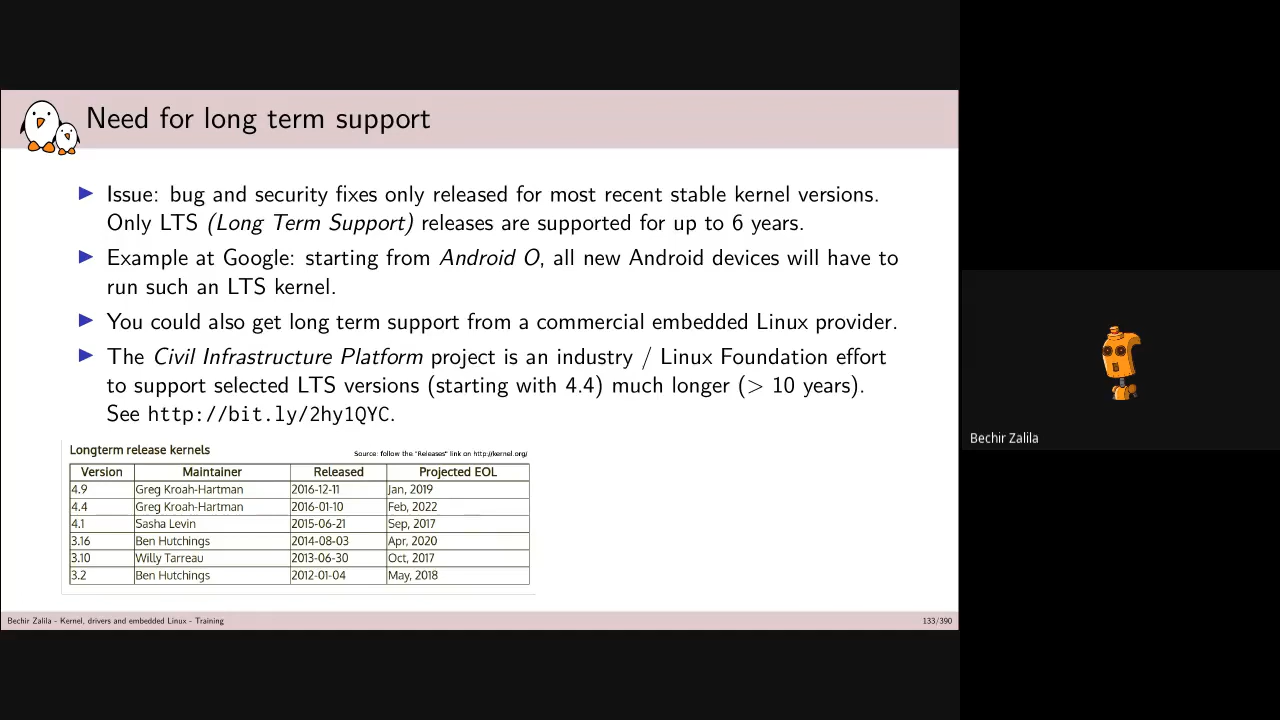 Need for long term support
Issue: bug and security fixes only released for most recent stable kernel versions.
Only LTS (Long Term Support) releases are supported for up to 6 years.
Example at Google: starting from Android O, all new Android devices will have to
run such an LTS kernel.
You could also get long term support from a commercial embedded Linux provider.
The Civil Infrastructure Platform project is an industry / Linux Foundation effort
to support selected LTS versions (starting with 4.4) much longer (> 10 years).
See http://bit.ly/2hy1QYC.
Longterm release kernels Source: follow the "Releases" link on http://kernel.org/
Version Maintainer Released Projected EOL
4.9 Greg Kroah-Hartman 2016-12-11 Jan, 2019
4.4 Greg Kroah-Hartman 2016-01-10 Feb, 2022
4.1 Sasha Levin 2015-06-21 Sep, 2017
3.16 Ben Hutchings 2014-08-03 Apr, 2020
3.10 Willy Tarreau 2013-06-30 Oct, 2017
3.2 Ben Hutchings 2012-01-04 May, 2018
Bechir Zalila - Kernel, drivers and embedded Linux - Training 133/390
Bechir Zalila